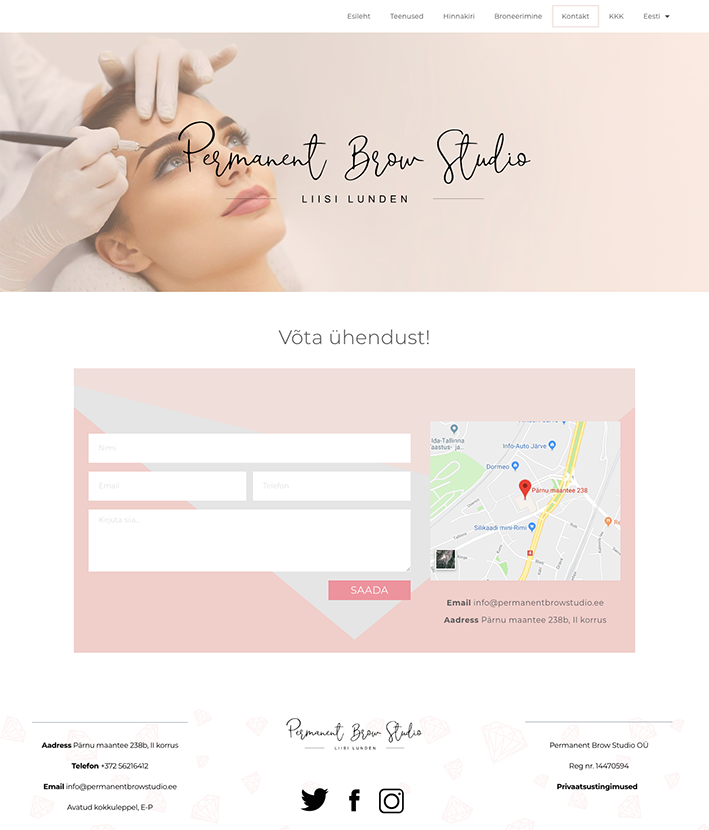 Esileht Teenused Hinnakiri Broneerimine Kontakt KKK Eesti
Permanent Brow Studio
LIISI LUNDEN
Võta ühendust!
Nimi
Email Telefon
Kirjuta siia...
SAADA
Ida-Tallinna
aastus- ja..
Info-Auto Järve
Dormeo
Pärnu maantee 238
Silikaadi mini-Rimi
Re
4
Email info@permanentbrowstudio.ee
Aadress Pärnu maantee 238b, II korrus
Aadress Pärnu maantee 238b, II korrus
Telefon +372 56216412
Email info@permanentbrowstudio.ee
Avatud kokkuleppel, E-P
Permanent Brow Studio
LIISI LUNDEN
Permanent Brow Studio OÜ
Reg nr. 14470594
Privaatsustingimused